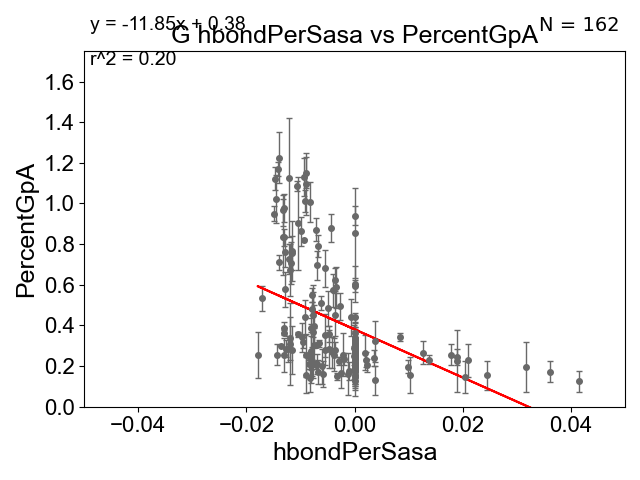 y = -11.85x + 0.38
N = 162
G hbondPerSasa vs PercentGpA
r^2 = 0.20
1.6
1.4
1.2
1.0
0.8
0.6
0.4
0.2
0.0
PercentGpA
−0.04 −0.02 0.00 0.02 0.04
hbondPerSasa